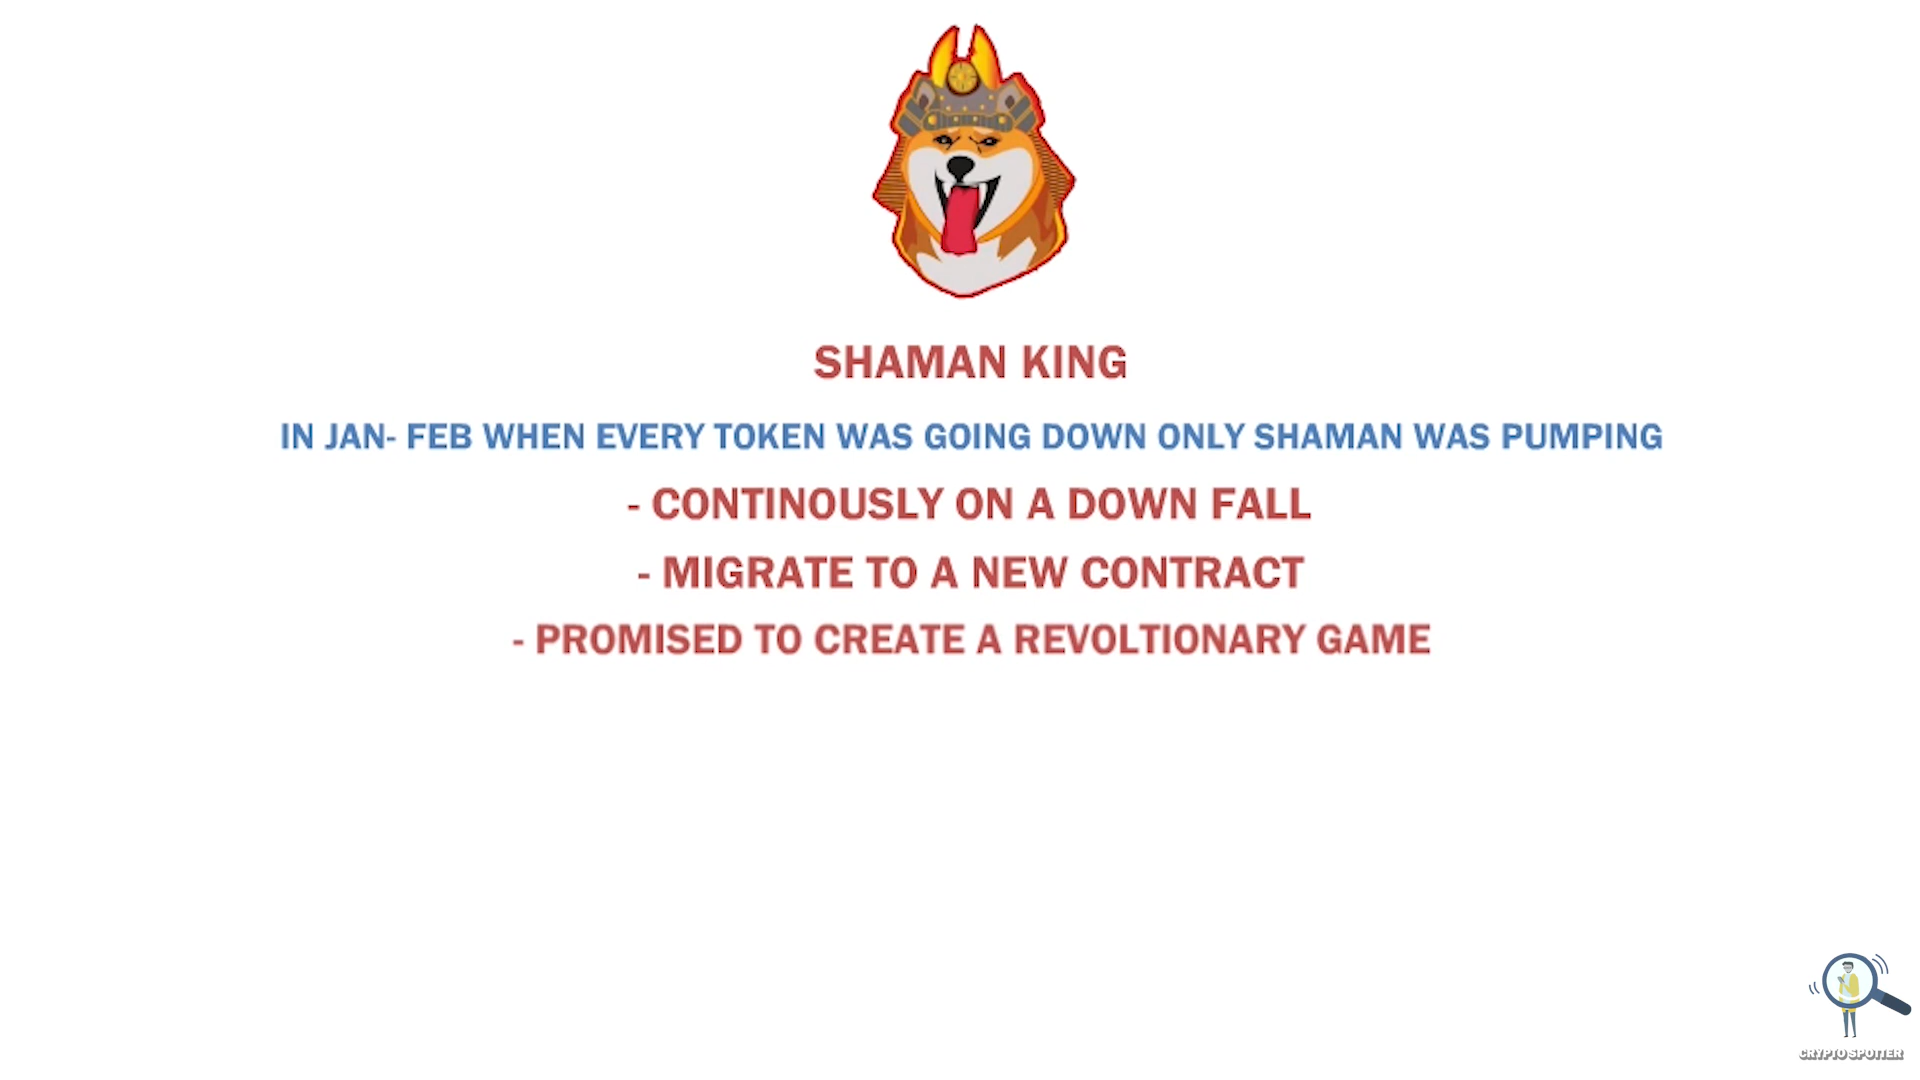 SHAMAN KING
IN JAN- FEB WHEN EVERY TOKEN WAS GOING DOWN ONLY SHAMAN WAS PUMPING
- CONTINOUSLY ON A DOWN FALL
- MIGRATE TO A NEW CONTRACT
- PROMISED TO CREATE A REVOLTIONARY GAME
CRYPTO SPOTTER